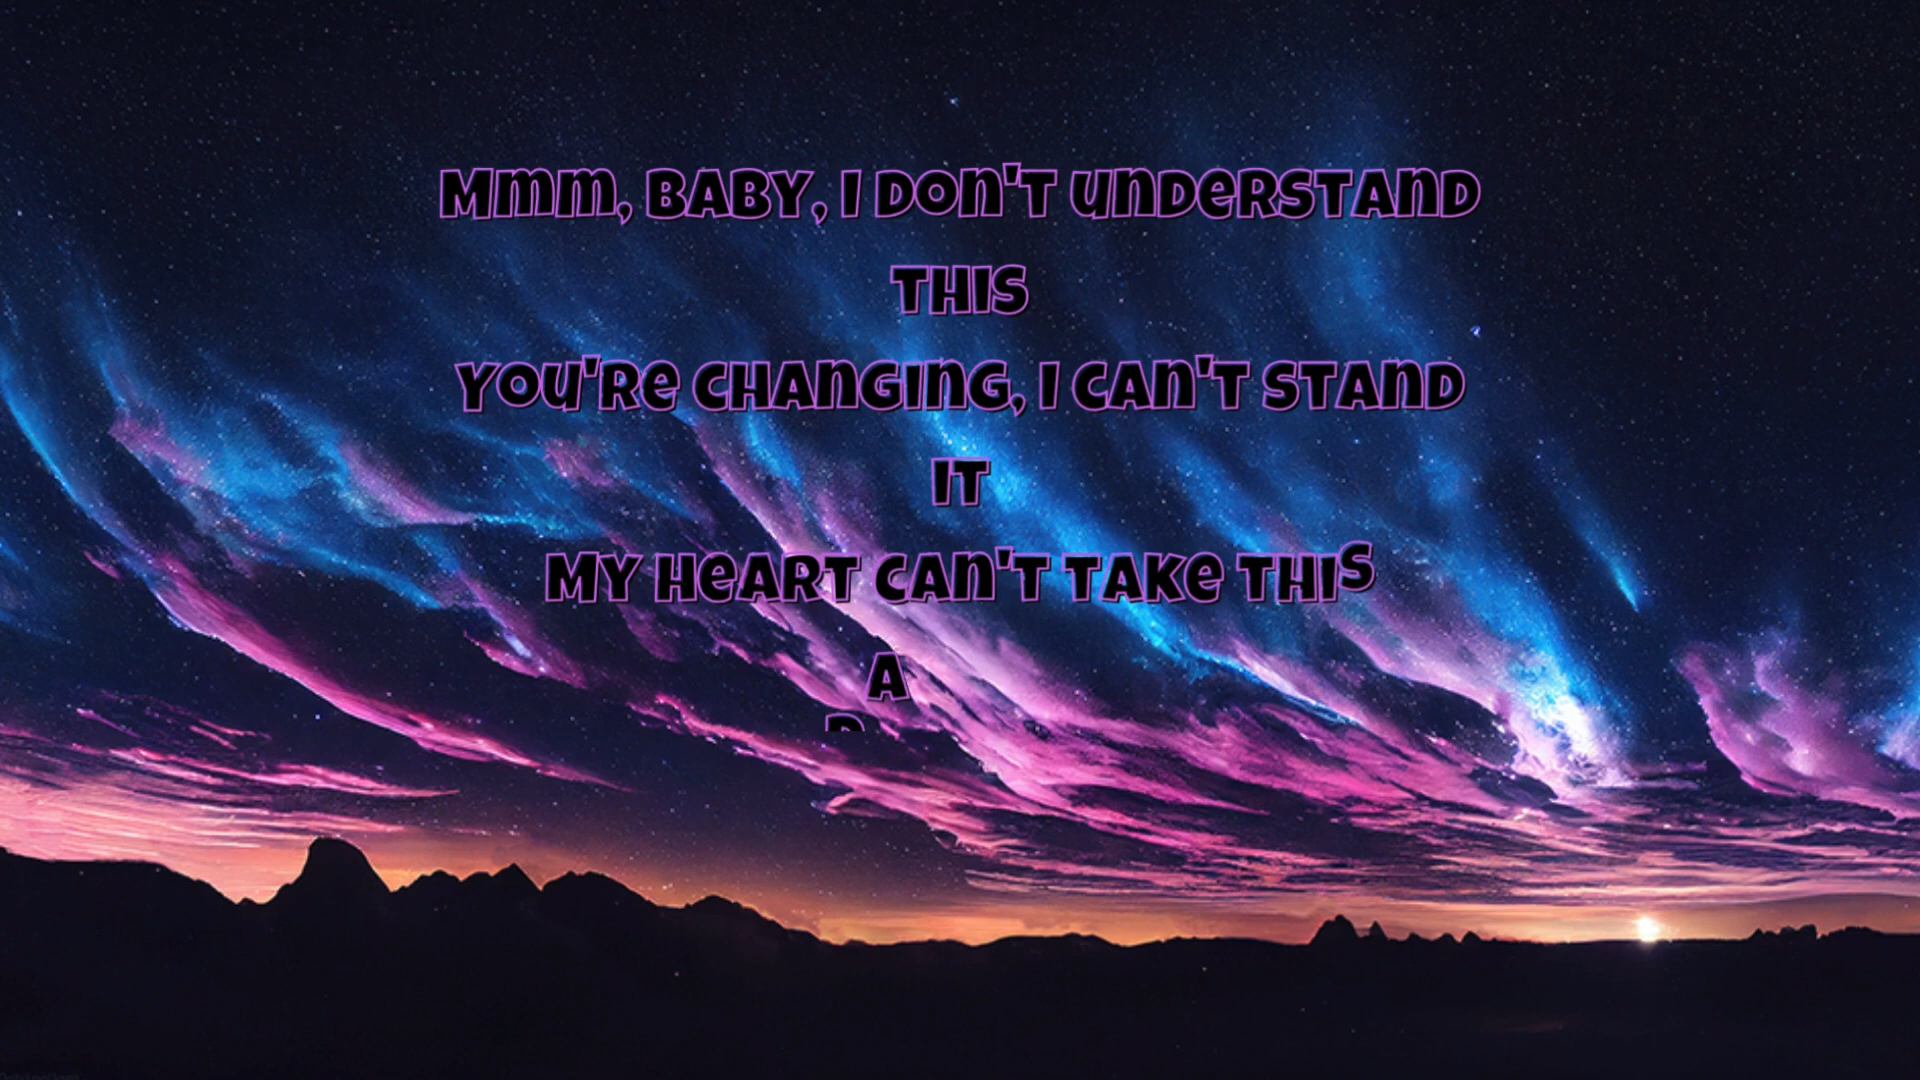 Mmm, BABY, I DON'T UNDERSTAND
THIS
YOU'RE CHANGING, I CAN'T STAND
IT
MY HEART CAN'T TAKE THIS
A
D